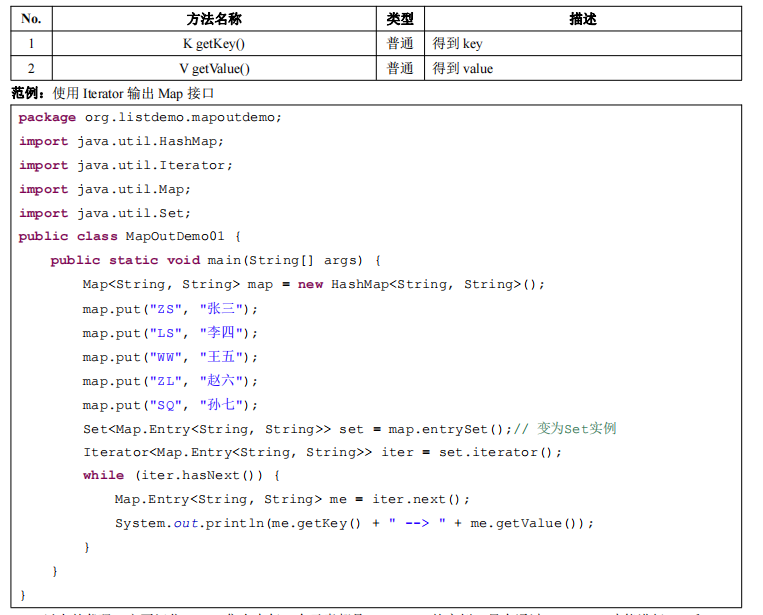 No. 方法名称 类型 描述
1 K getKey() 普通 得到 key
2 V getValue() 普通 得到 value
范例：使用 Iterator 输出 Map 接口
package org.listdemo.mapoutdemo;
import java.util.HashMap;
import java.util.Iterator;
import java.util.Map;
import java.util.Set;
public class MapOutDemo01 {
public static void main(String[] args) {
Map<String, String> map = new HashMap<String, String>();
map.put("ZS", "张三");
map.put("LS", "李四");
map.put("WW", "王五");
map.put("ZL", "赵六");
map.put("SQ", "孙七");
Set<Map.Entry<String, String>> set = map.entrySet();// 变为Set实例
Iterator<Map.Entry<String, String>> iter = set.iterator();
while (iter.hasNext()) {
Map.Entry<String, String> me = iter.next();
System.out.println(me.getKey() + " --> " + me.getValue());
}
}
}